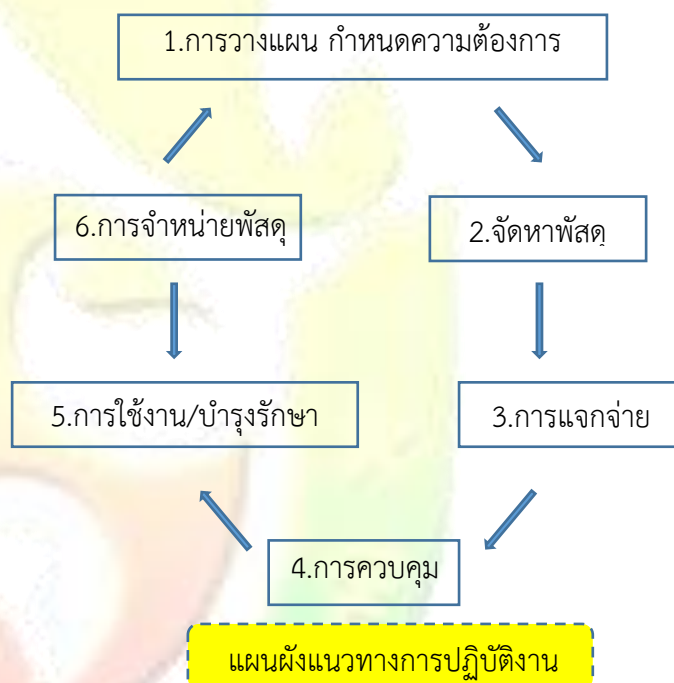 1.การวางแผน กำหนดความต้องการ
6.การจำหน่ายพัสดุ
2.จัดหาพัสดุ
5.การใช้งาน/บำรุงรักษา
3.การแจกจ่าย
4.การควบคุม
แผนผังแนวทางการปฏิบัติงาน